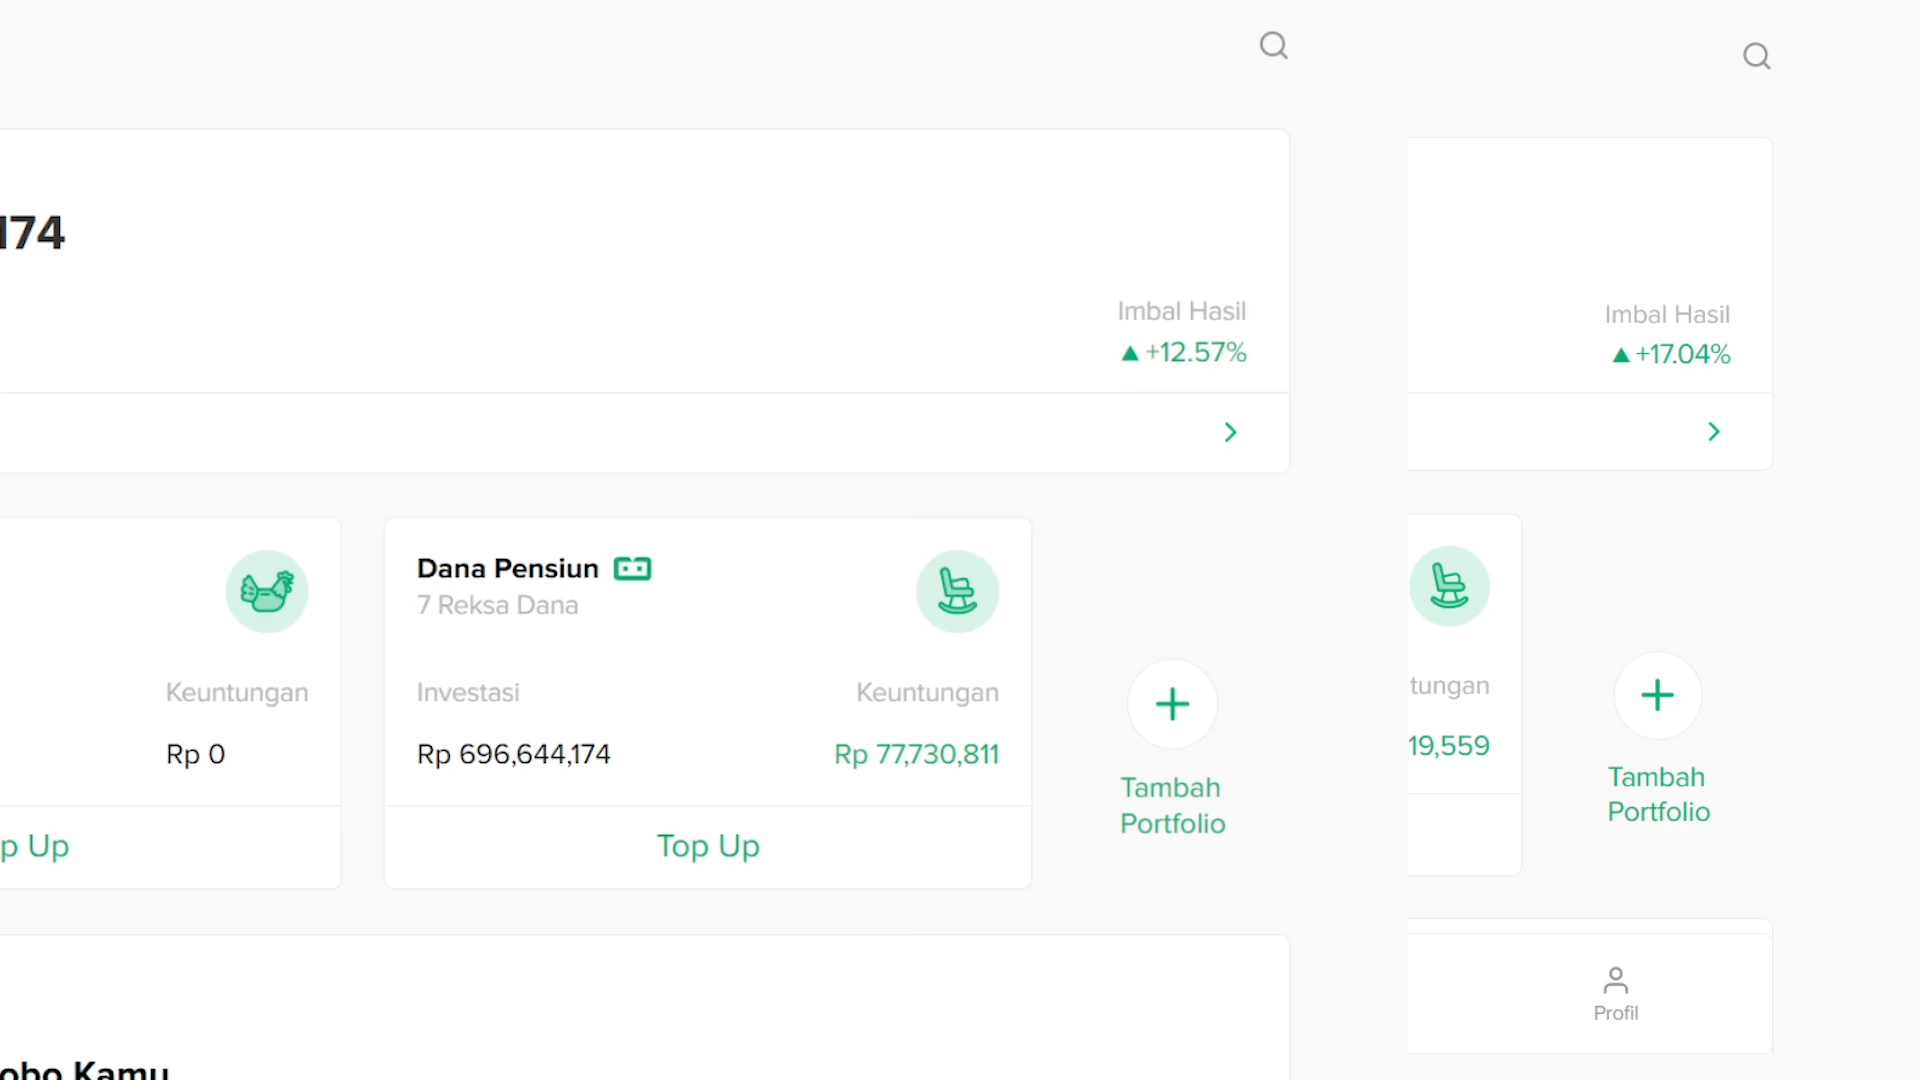 174
Imbal Hasil
▲ +12.57%
Keuntungan
Rp 0
p Up
Dana Pensiun
7 Reksa Dana
Investasi
Keuntungan
Rp 696,644,174
Rp 77,730,811
Top Up
+
Tambah
Portfolio
obo Kamu
Imbal Hasil
▲ +17.04%
tungan
19,559
+
Tambah
Portfolio
Profil